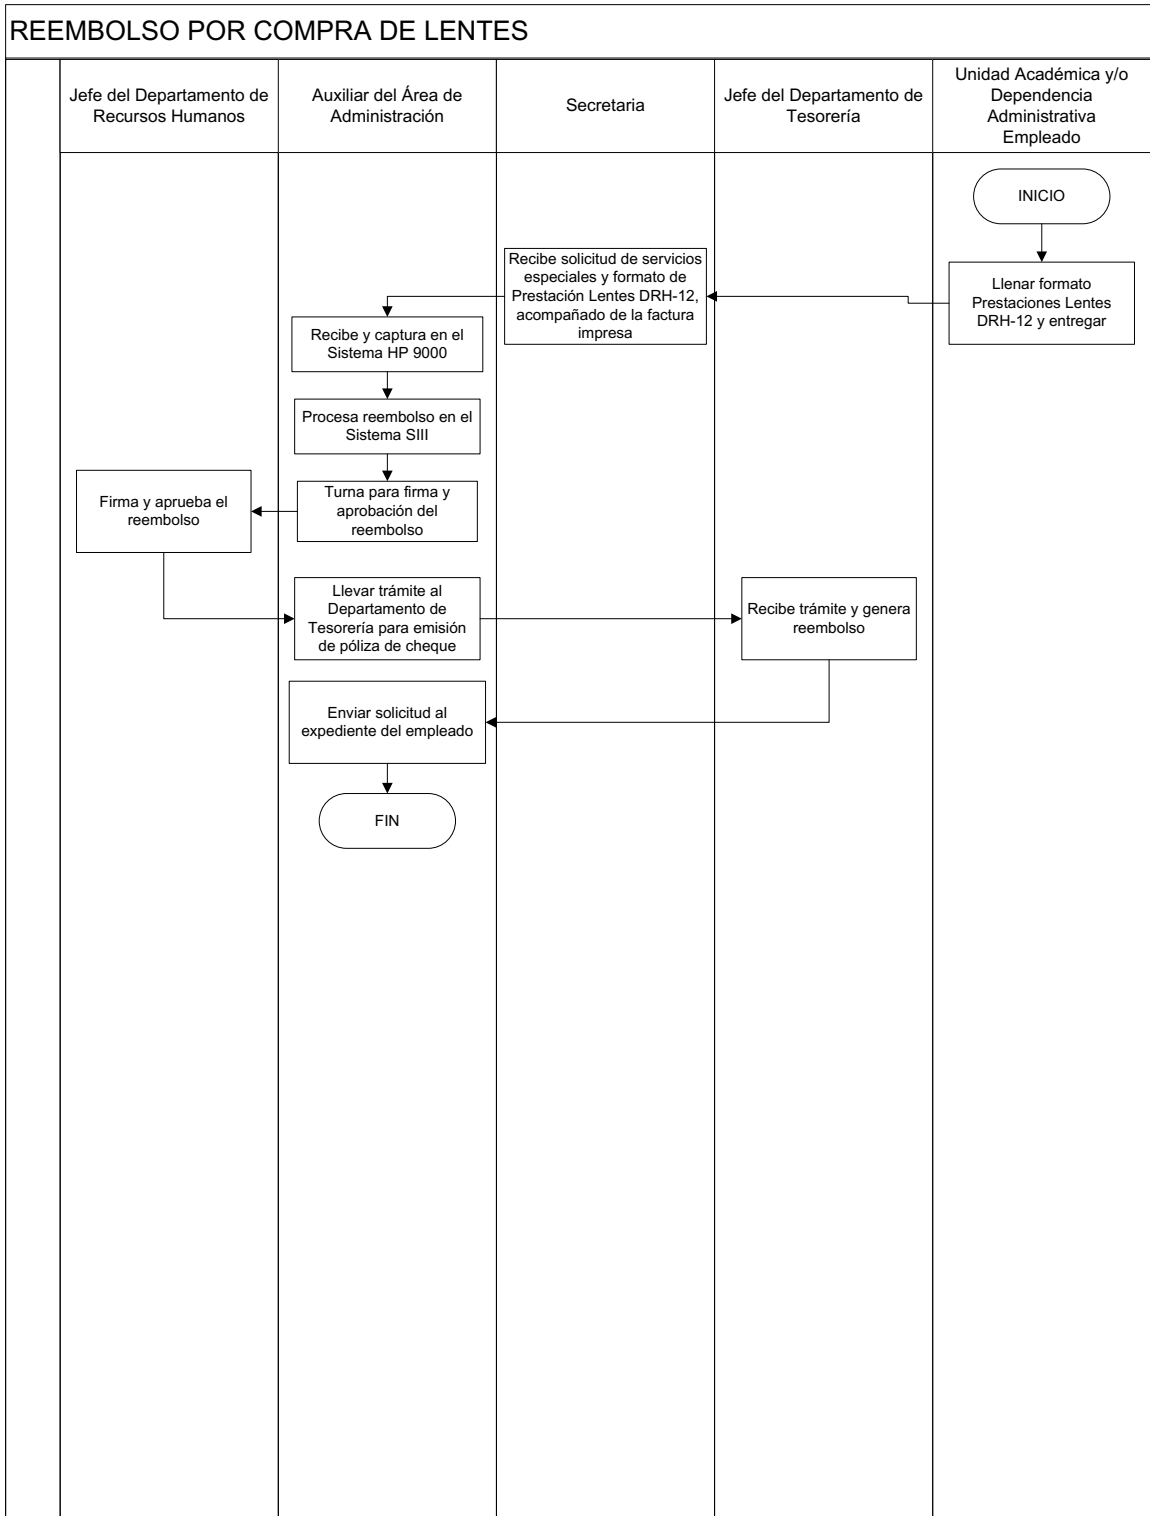 REEMBOLSO POR COMPRA DE LENTES
Jefe del Departamento de
Recursos Humanos
Auxiliar del Área de
Administración
Secretaria
Jefe del Departamento de
Tesorería
Unidad Académica y/o
Dependencia
Administrativa
Empleado
INICIO
Llenar formato
Prestaciones Lentes
DRH-12 y entregar
Recibe solicitud de servicios
especiales y formato de
Prestación Lentes DRH-12,
acompañado de la factura
impresa
Recibe y captura en el
Sistema HP 9000
Procesa reembolso en el
Sistema SIII
Turna para firma y
aprobación del
reembolso
Firma y aprueba el
reembolso
Llevar trámite al
Departamento de
Tesorería para emisión
de póliza de cheque
Recibe trámite y genera
reembolso
Enviar solicitud al
expediente del empleado
FIN